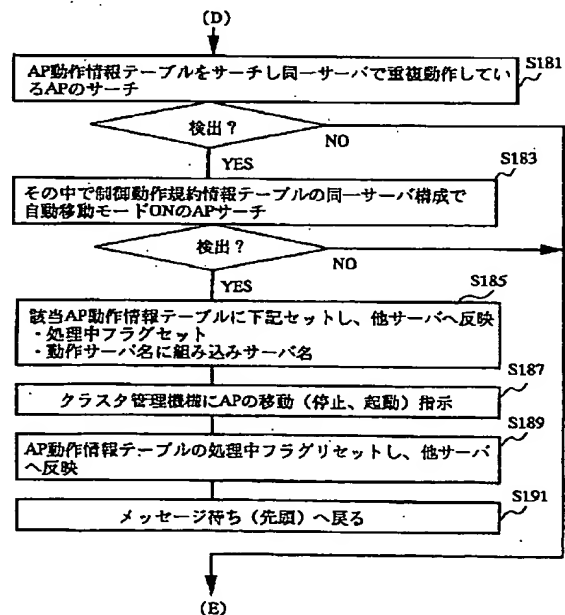 (D)
S181
AP動作情報テーブルをサーチし同一サーバで重複動作してい
るAPのサーチ
検出？
NO
YES
S183
その中で制御動作規約情報テーブルの同一サーバ構成で
自動移動モードONのAPサーチ
検出？
NO
YES
S185
該当AP動作情報テーブルに下記セットし、他サーバへ反映
・処理中フラグセット
・動作サーバ名に組み込みサーバ名
S187
クラスタ管理機構にAPの移動（停止、起動）指示
S189
AP動作情報テーブルの処理中フラグリセットし、他サーバ
へ反映
S191
メッセージ待ち（先頭）へ戻る
(E)